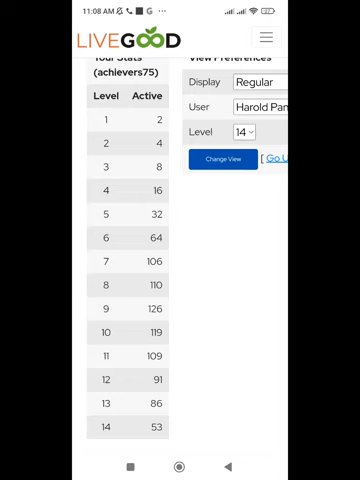 11:08 AM
LIVEGOOD
Your Stats
(achievers75)
Level Active
1 2
2 4
3 8
4 16
5 32
6 64
7 106
8 110
9 126
10 119
11 109
12 91
13 86
14 53
View Preferences
Display Regular
User Harold Pan
Level 14
Change View [ Go U